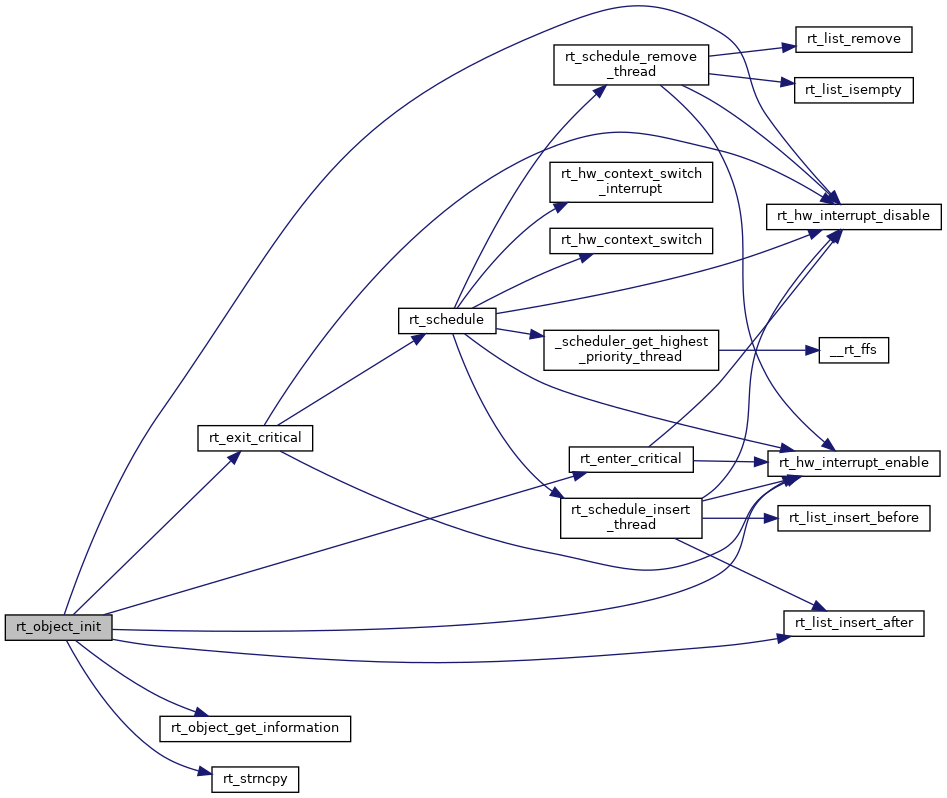 rt_list_remove
rt_schedule_remove
_thread
rt_list_isempty
rt_hw_context_switch
_interrupt
rt_hw_interrupt_disable
rt_hw_context_switch
rt_schedule
_scheduler_get_highest
_priority_thread
__rt_ffs
rt_exit_critical
rt_enter_critical
rt_hw_interrupt_enable
rt_schedule_insert
_thread
rt_list_insert_before
rt_object_init
rt_list_insert_after
rt_object_get_information
rt_strncpy